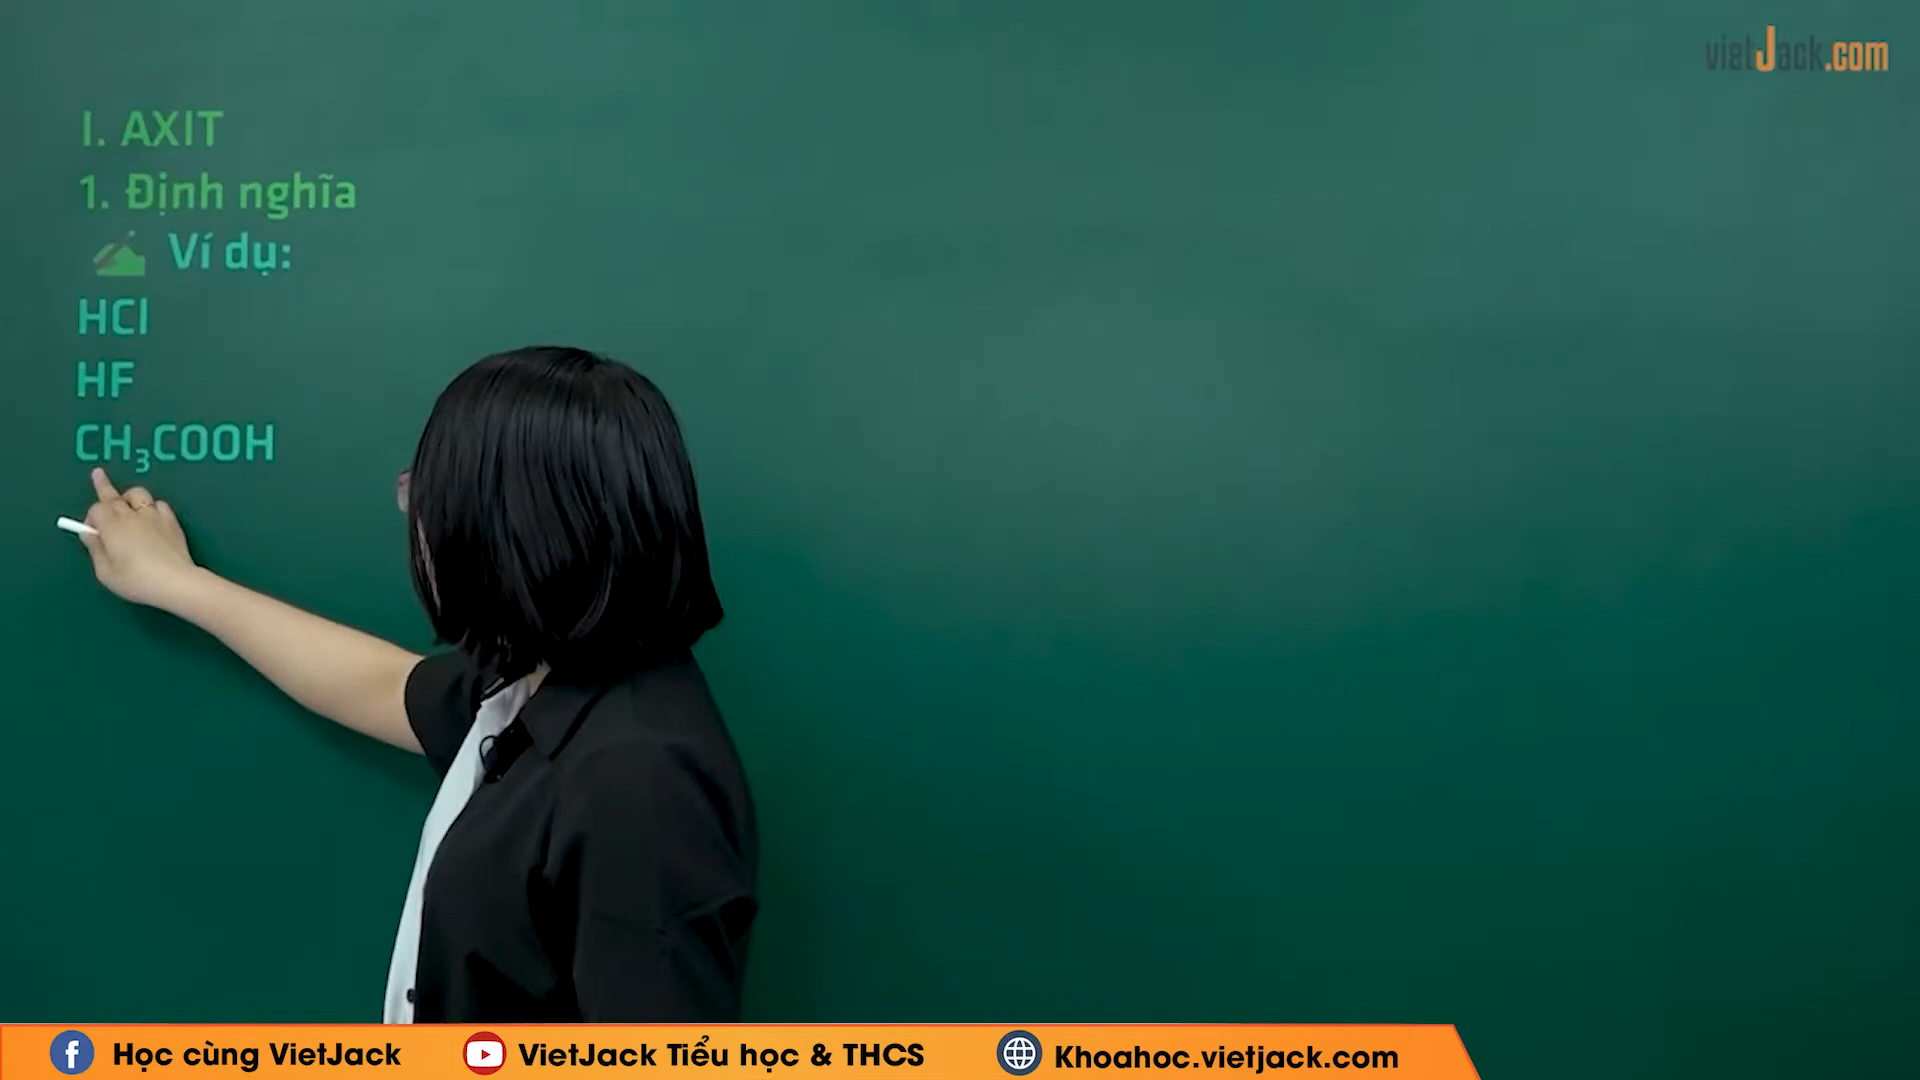 vietJack.com
I. AXIT
1. Định nghĩa
Ví dụ:
HCl
HF
CH₃COOH
Học cùng VietJack
VietJack Tiểu học & THCS
Khoahoc.vietjack.com